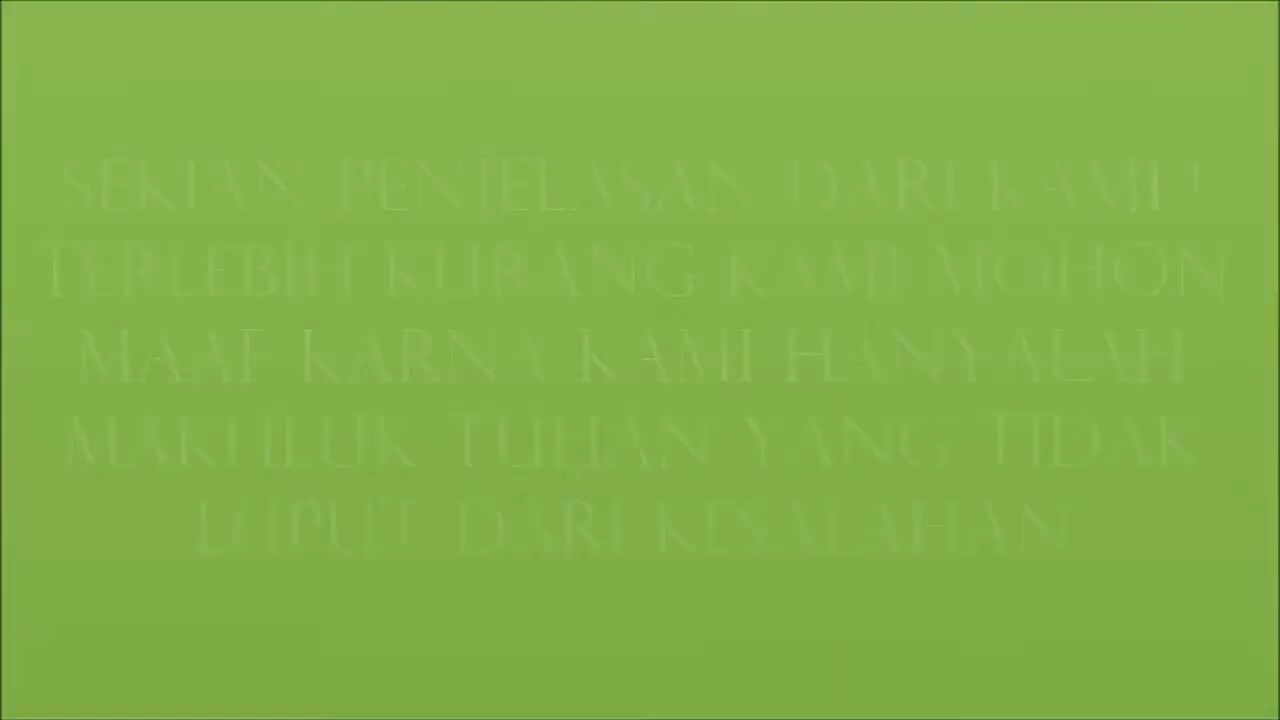 SEKIAN PENJELASAN DARI KAMI!
TERLEBIH KURANG KAMI MOHON
MAAF KARNA KAMI HANYALAH
MAKHLUK TUHAN YANG TIDAK
LUPUT DARI KESALAHAN